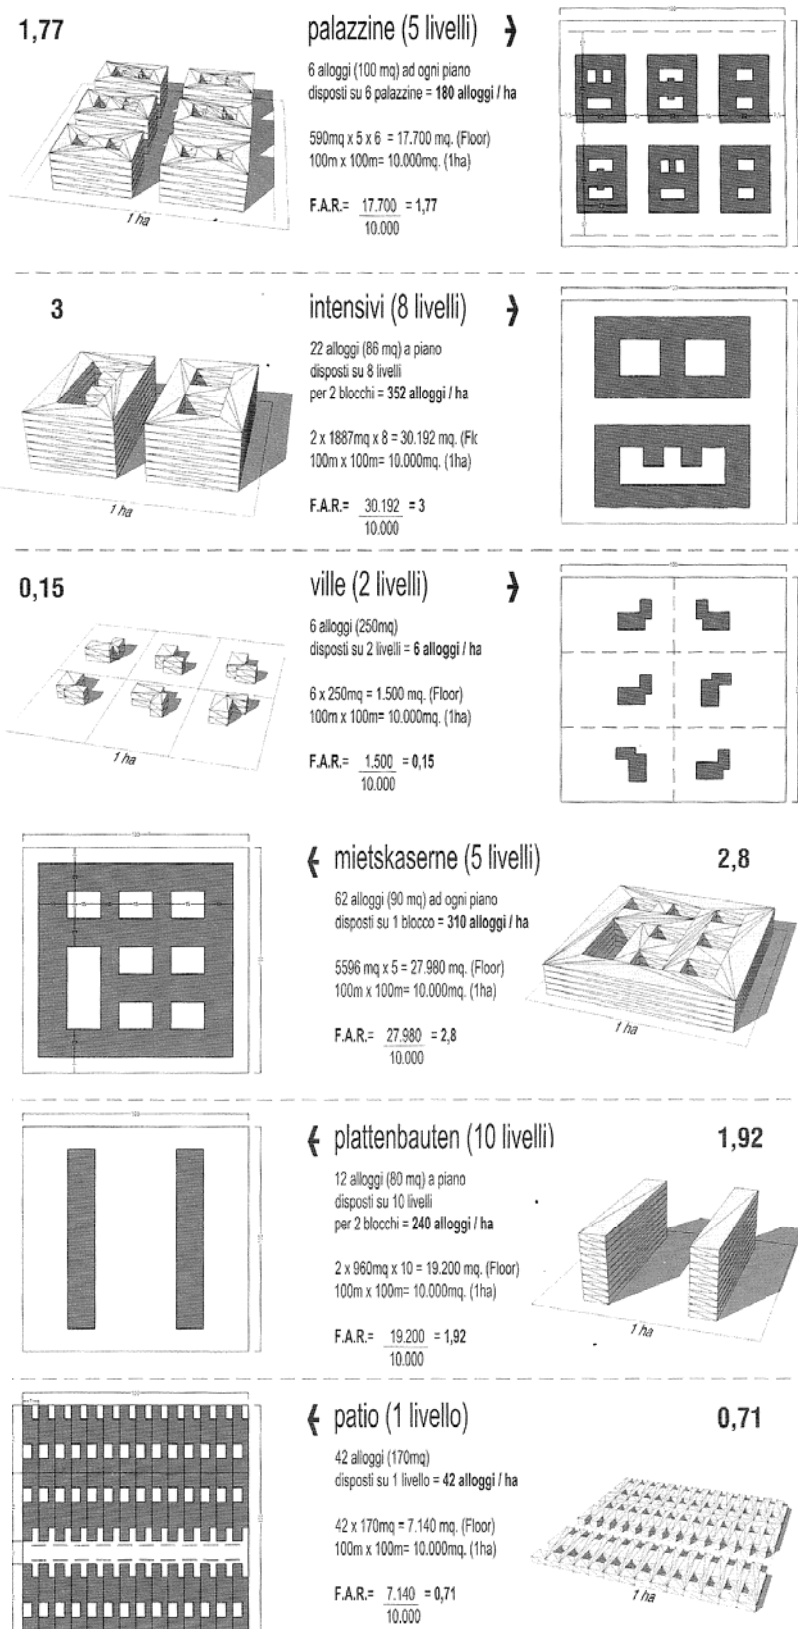 1,77
palazzine (5 livelli)
6 alloggi (100 mq) ad ogni piano
disposti su 6 palazzine = 180 alloggi / ha
590mq x 5 x 6 = 17.700 mq. (Floor)
100m x 100m= 10.000mq. (1ha)
F.A.R.= 17.700 = 1,77
10.000
1 ha
3
intensivi (8 livelli)
22 alloggi (86 mq) a piano
disposti su 8 livelli
per 2 blocchi = 352 alloggi / ha
2 x 1887mq x 8 = 30.192 mq.
100m x 100m= 10.000mq. (1ha)
F.A.R.= 30.192 = 3
10.000
1 ha
0,15
ville (2 livelli)
6 alloggi (250mq)
disposti su 2 livelli = 6 alloggi / ha
6 x 250mq = 1.500 mq. (Floor)
100m x 100m= 10.000mq. (1ha)
F.A.R.= 1.500 = 0,15
10.000
1 ha
mietskaserne (5 livelli)
2,8
62 alloggi (90 mq) ad ogni piano
disposti su 1 blocco = 310 alloggi / ha
5596 mq x 5 = 27.980 mq. (Floor)
100m x 100m= 10.000mq. (1ha)
F.A.R.= 27.980 = 2,8
10.000
1 ha
plattenbauten (10 livelli)
1,92
12 alloggi (80 mq) a piano
disposti su 10 livelli
per 2 blocchi = 240 alloggi / ha
2 x 960mq x 10 = 19.200 mq. (Floor)
100m x 100m= 10.000mq. (1ha)
F.A.R.= 19.200 = 1,92
10.000
1 ha
patio (1 livello)
0,71
42 alloggi (170mq)
disposti su 1 livello = 42 alloggi / ha
42 x 170mq = 7.140 mq. (Floor)
100m x 100m= 10.000mq. (1ha)
F.A.R.= 7.140 = 0,71
10.000
1 ha